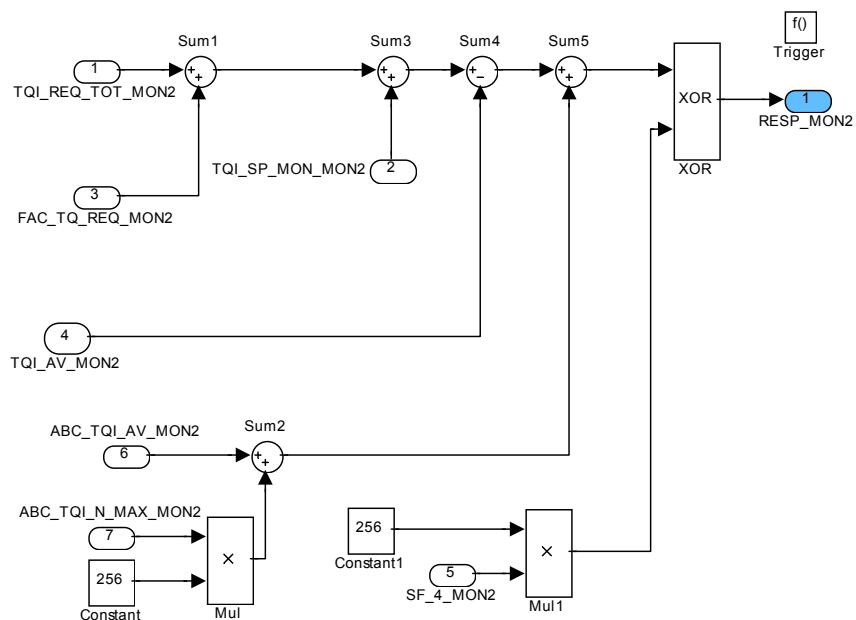 f()
Trigger
Sum1
Sum3
Sum4
Sum5
1
+
+
+
+
+
−
+
+
TQI_REQ_TOT_MON2
XOR
1
RESP_MON2
TQI_SP_MON_MON2
2
XOR
3
FAC_TQ_REQ_MON2
4
TQI_AV_MON2
Sum2
ABC_TQI_AV_MON2
6
+
+
ABC_TQI_N_MAX_MON2
7
×
256
Constant
Mul
256
Constant1
×
5
SF_4_MON2
Mul1